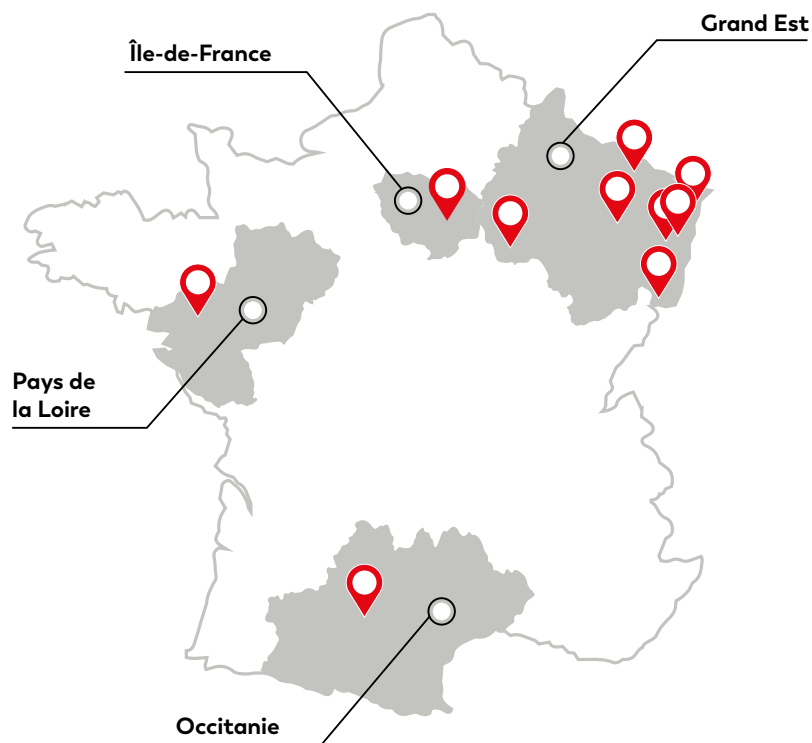 Grand Est
Île-de-France
Pays de
la Loire
Occitanie